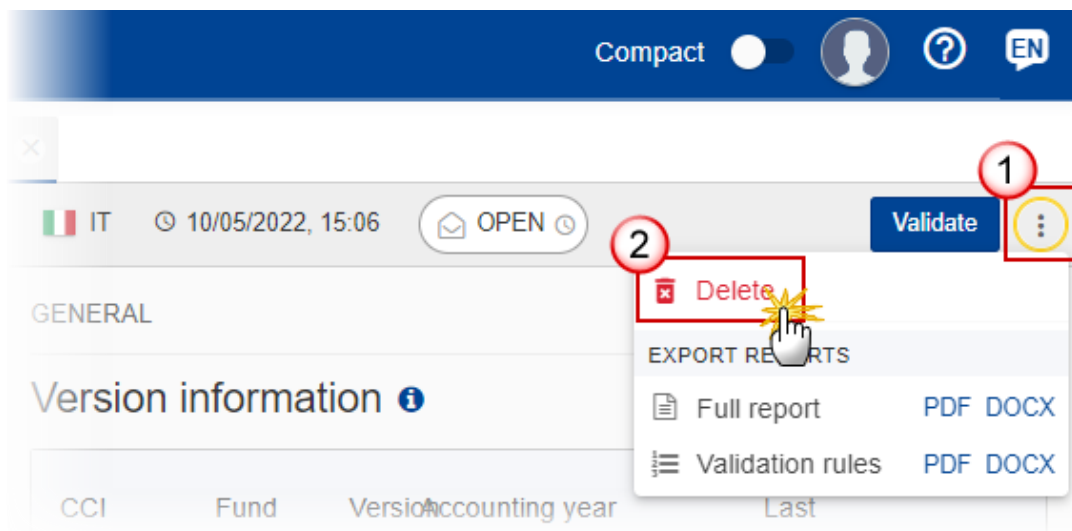 Compact EN
1
IT 10/05/2022, 15:06 OPEN Validate
2
Delete
GENERAL
EXPORT REPORTS
Version information
Full report PDF DOCX
Validation rules PDF DOCX
CCI Fund Version Accounting year Last